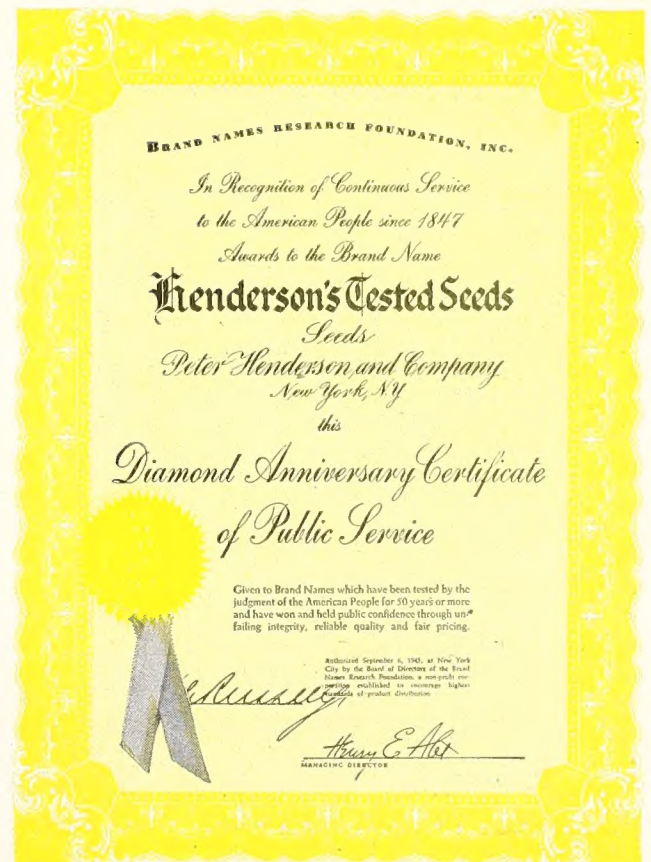 BRAND NAMES RESEARCH FOUNDATION, INC.
In Recognition of Continuous Service
to the American People since 1847
Awards to the Brand Name
Henderson's Tested Seeds
Seeds
Peter Henderson and Company
New York, N.Y
this
Diamond Anniversary Certificate
of Public Service
Given to Brand Names which have been tested by the
judgment of the American People for 50 years or more
and have won and held public confidence through un-
failing integrity, reliable quality and fair pricing.
Authorized September 6, 1943, at New York
City by the Board of Directors of the Brand
Names Research Foundation, a non-profit cor-
poration established to encourage higher
standards of product distribution
Henry E Abt
MANAGING DIRECTOR